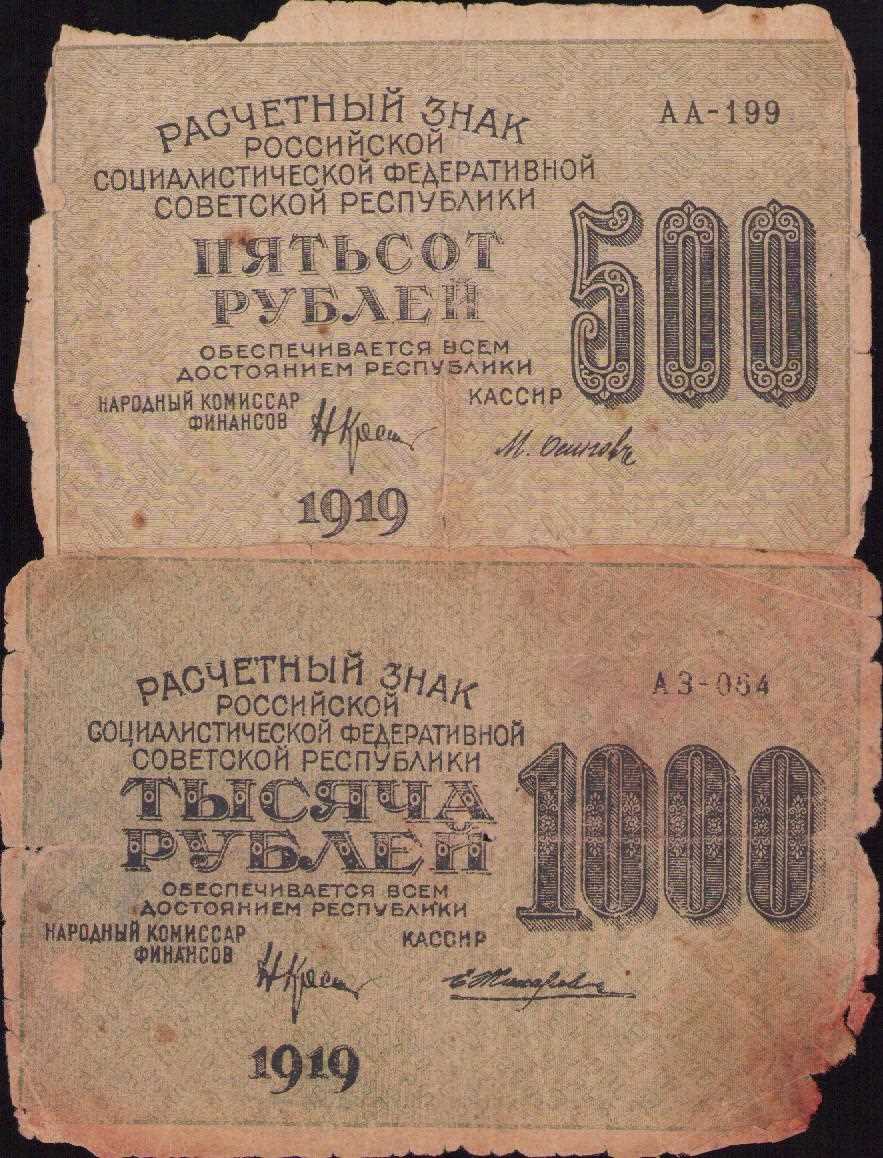 РАСЧЕТНЫЙ ЗНАК
АА-199
РОССИЙСКОЙ
СОЦИАЛИСТИЧЕСКОЙ ФЕДЕРАТИВНОЙ
СОВЕТСКОЙ РЕСПУБЛИКИ
ПЯТЬСОТ
РУБЛЕЙ
500
ОБЕСПЕЧИВАЕТСЯ ВСЕМ
ДОСТОЯНИЕМ РЕСПУБЛИКИ
НАРОДНЫЙ КОМИССАР
ФИНАНСОВ
КАССИР
М. Осиповъ
1919
РАСЧЕТНЫЙ ЗНАК
АЗ-054
РОССИЙСКОЙ
СОЦИАЛИСТИЧЕСКОЙ ФЕДЕРАТИВНОЙ
СОВЕТСКОЙ РЕСПУБЛИКИ
ТЫСЯЧА
РУБЛЕЙ
1000
ОБЕСПЕЧИВАЕТСЯ ВСЕМ
ДОСТОЯНИЕМ РЕСПУБЛИКИ
НАРОДНЫЙ КОМИССАР
ФИНАНСОВ
КАССИР
1919